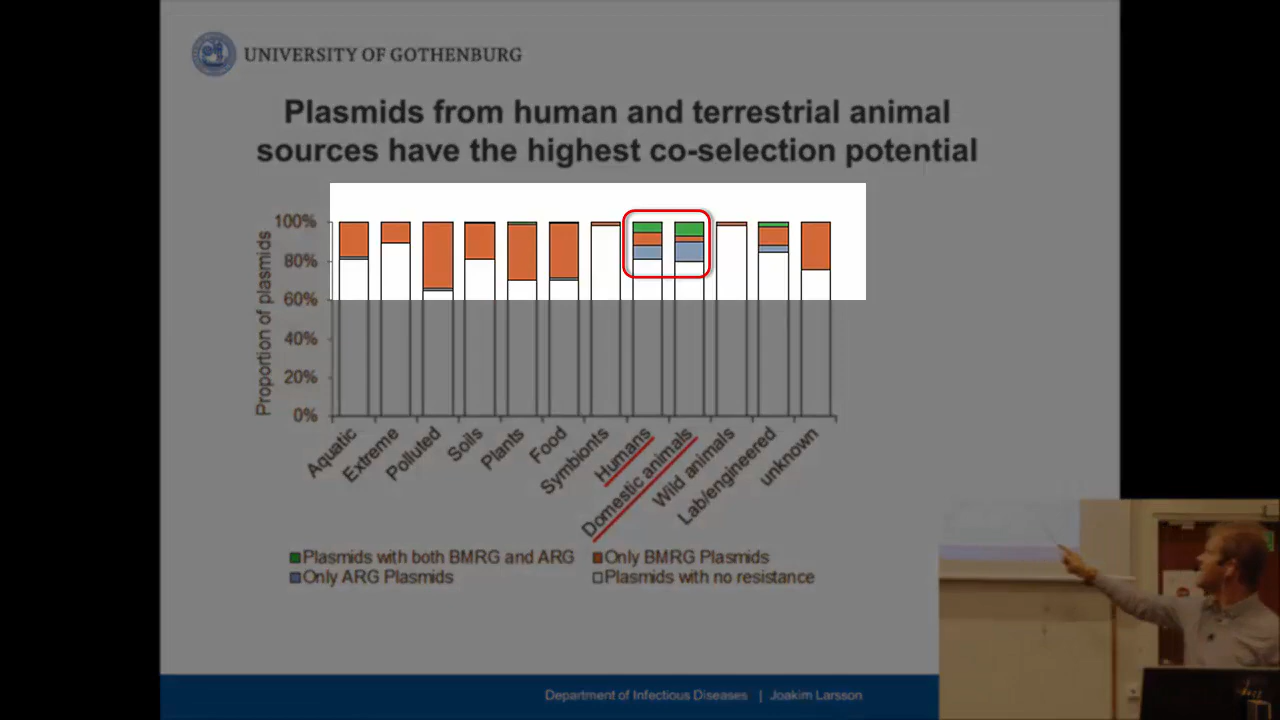 UNIVERSITY OF GOTHENBURG
Plasmids from human and terrestrial animal
sources have the highest co-selection potential
Proportion of plasmids
100%
80%
60%
40%
20%
0%
Aquatic
Extreme
Polluted
Soils
Plants
Food
Symbionts
Humans
Domestic animals
Wild animals
Lab/engineered
unknown
Plasmids with both BMRG and ARG
Only BMRG Plasmids
Only ARG Plasmids
Plasmids with no resistance
Department of Infectious Diseases | Joakim Larsson